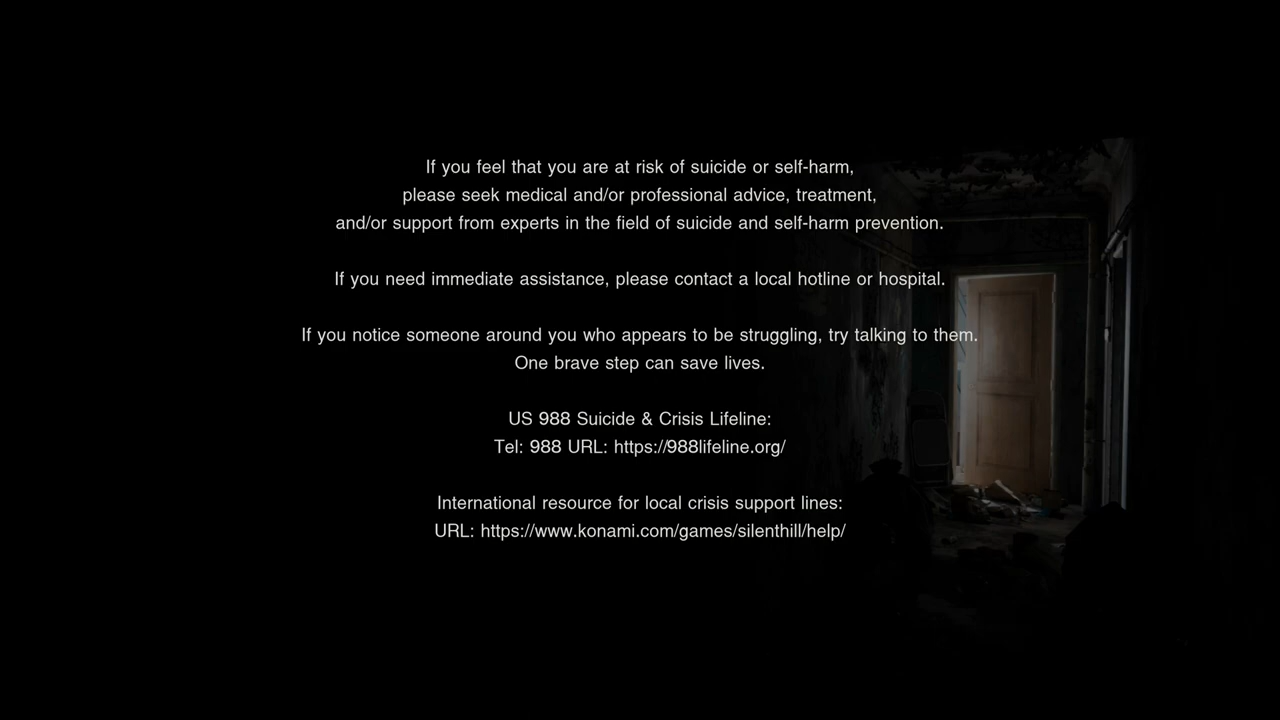 If you feel that you are at risk of suicide or self-harm,
please seek medical and/or professional advice, treatment,
and/or support from experts in the field of suicide and self-harm prevention.
If you need immediate assistance, please contact a local hotline or hospital.
If you notice someone around you who appears to be struggling, try talking to them.
One brave step can save lives.
US 988 Suicide & Crisis Lifeline:
Tel: 988 URL: https://988lifeline.org/
International resource for local crisis support lines:
URL: https://www.konami.com/games/silenthill/help/